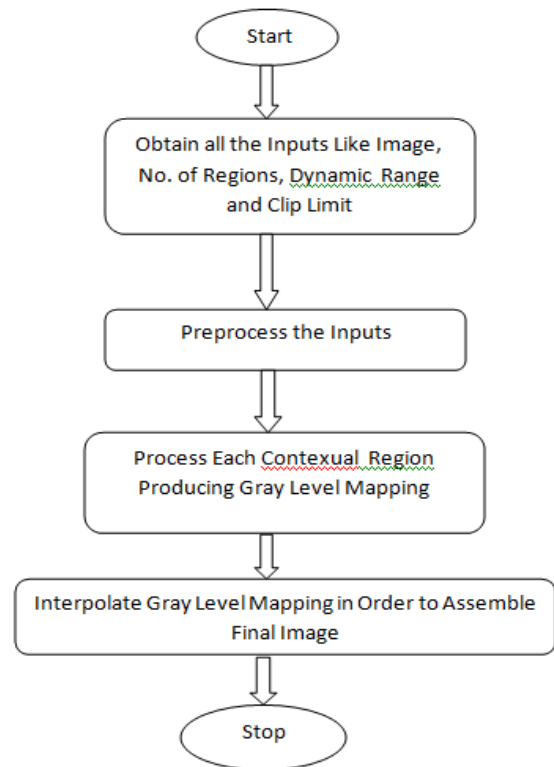 Start
Obtain all the Inputs Like Image,
No. of Regions, Dynamic Range
and Clip Limit
Preprocess the Inputs
Process Each Contexual Region
Producing Gray Level Mapping
Interpolate Gray Level Mapping in Order to Assemble
Final Image
Stop